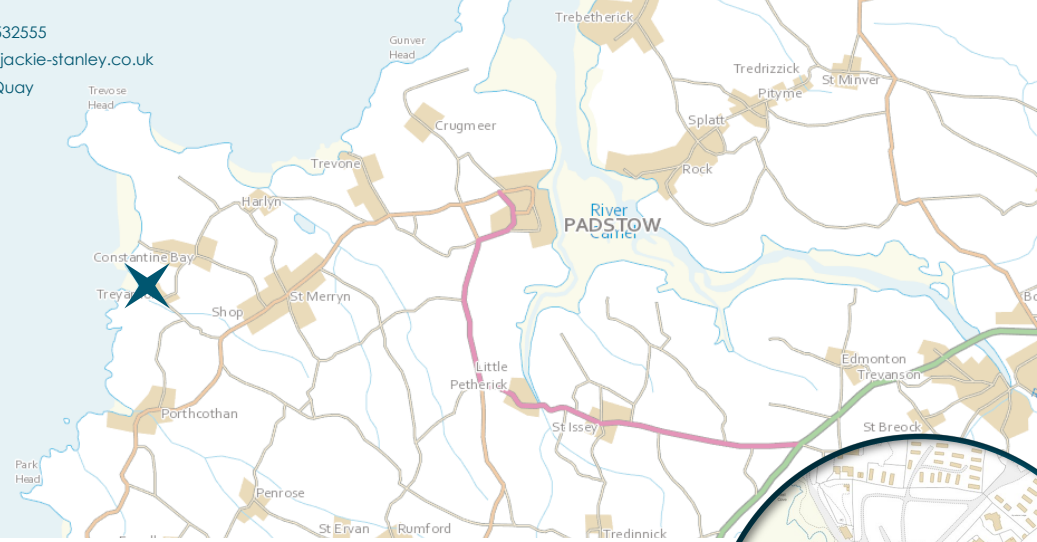 532555
jackie-stanley.co.uk
Quay
Trevose
Head
Gunver
Head
Trebetherick
Tredrizzick
St Minver
Pityme
Splatt
Crugmeer
Trevone
Rock
Harlyn
River
PADSTOW
Camel
Constantine Bay
St Merryn
Shop
Little
Petherick
Edmonton
Trevanson
Porthcothan
St Issey
St Breock
Park
Head
Penrose
St Ervan
Rumford
Tredinnick